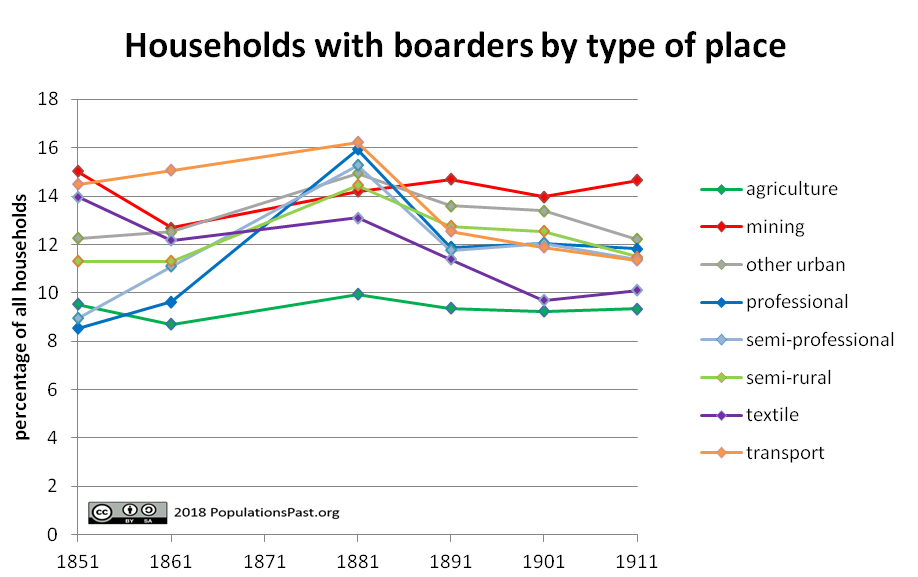 Households with boarders by type of place
percentage of all households
18
16
14
12
10
8
6
4
2
0
1851 1861 1871 1881 1891 1901 1911
agriculture
mining
other urban
professional
semi-professional
semi-rural
textile
transport
cc
BY SA
2018 PopulationsPast.org